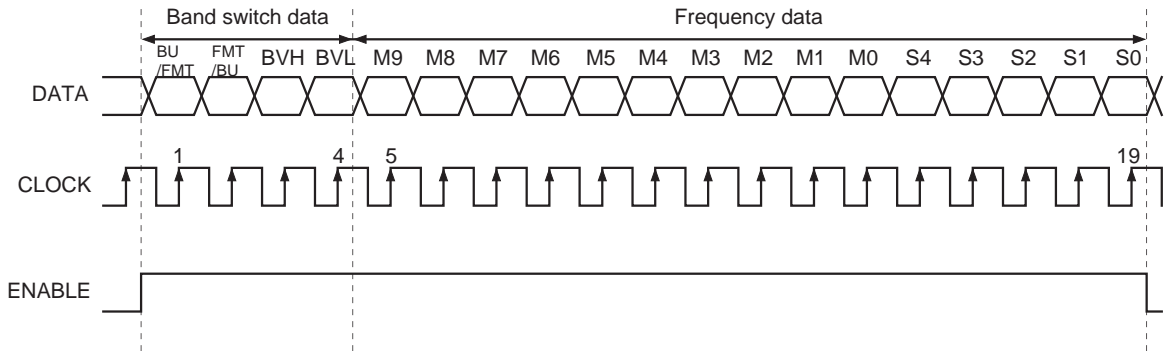 Band switch data Frequency data
BU /FMT FMT /BU BVH BVL M9 M8 M7 M6 M5 M4 M3 M2 M1 M0 S4 S3 S2 S1 S0
DATA
1 4 5 19
CLOCK
ENABLE